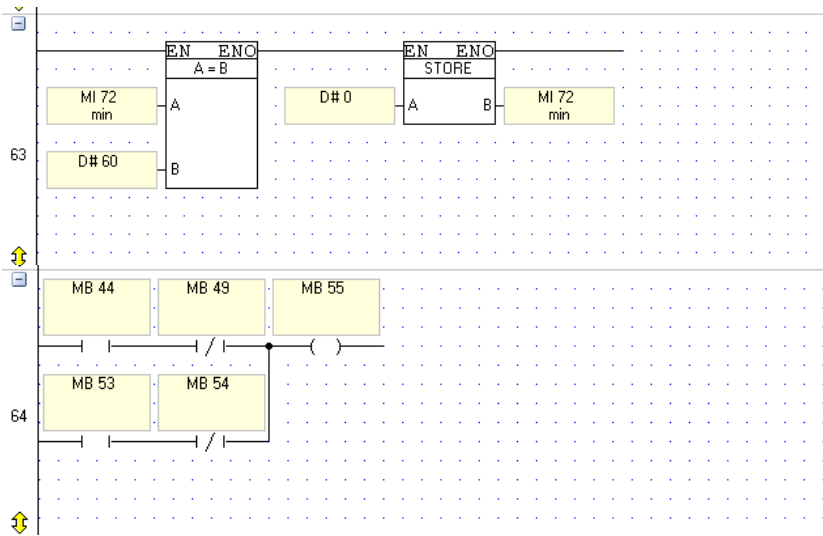 EN ENO EN ENO
A = B STORE
MI 72 D# 0 MI 72
min A A B min
63
D# 60
B
MB 44 MB 49 MB 55
MB 53 MB 54
64